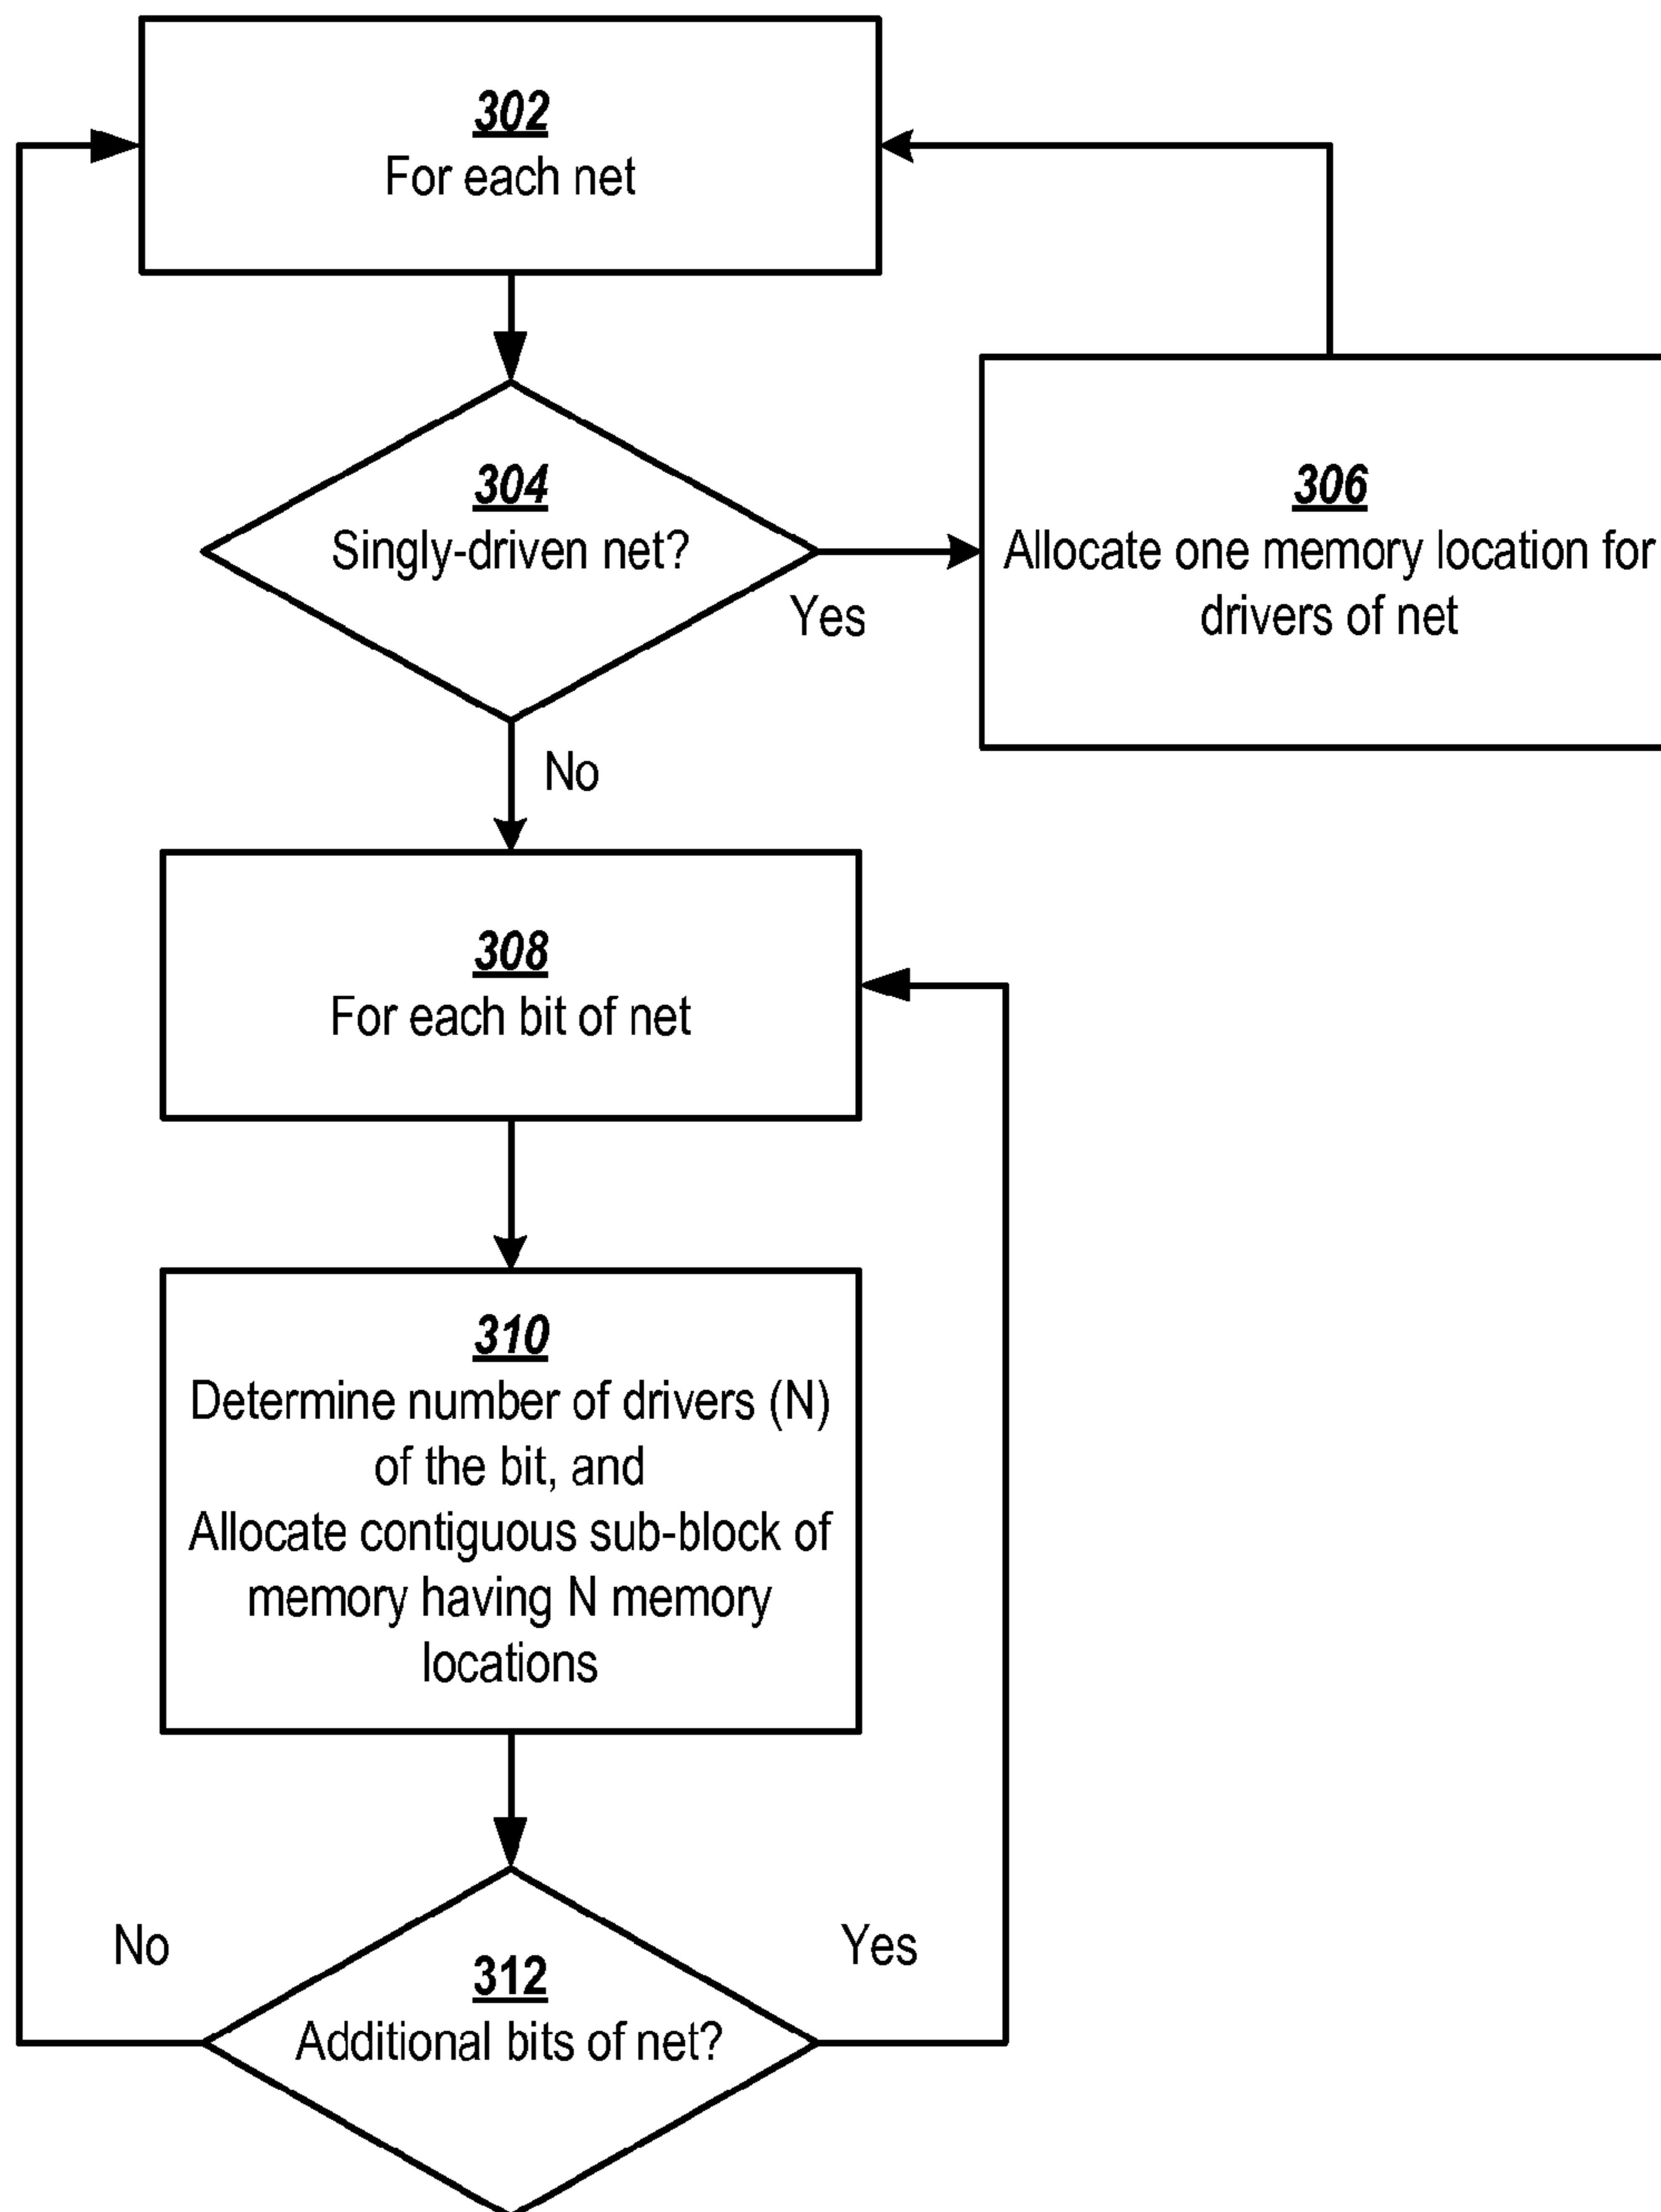 302
For each net
304
Singly-driven net?
Yes
306
Allocate one memory location for
drivers of net
No
308
For each bit of net
310
Determine number of drivers (N)
of the bit, and
Allocate contiguous sub-block of
memory having N memory
locations
No
Yes
312
Additional bits of net?